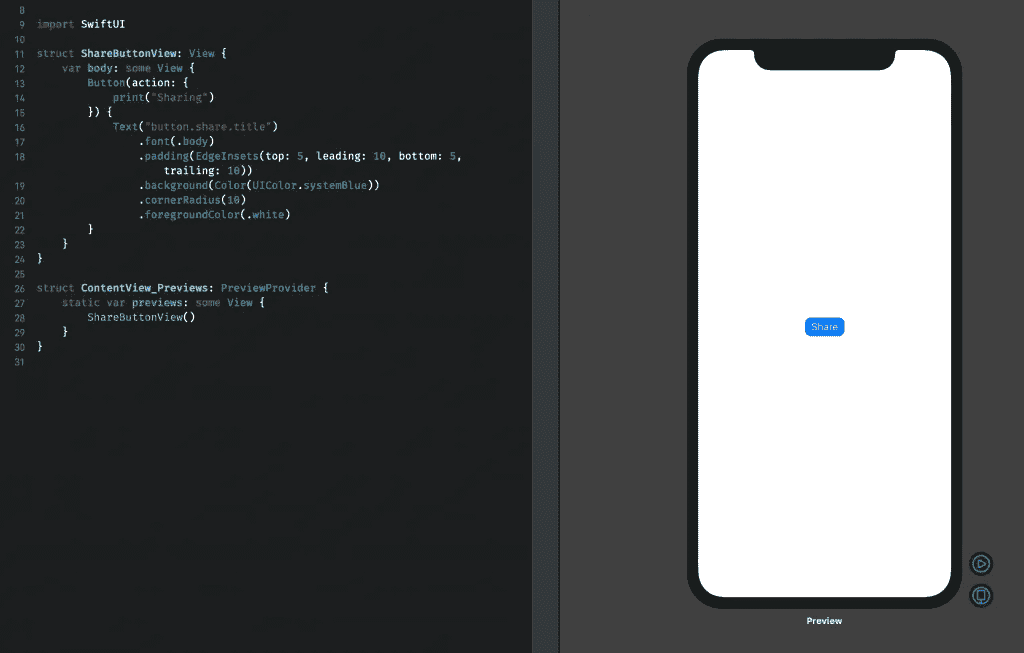 8
9 import SwiftUI
10
11 struct ShareButtonView: View {
12 var body: some View {
13 Button(action: {
14 print("Sharing")
15 }) {
16 Text("button.share.title")
17 .font(.body)
18 .padding(EdgeInsets(top: 5, leading: 10, bottom: 5,
trailing: 10))
19 .background(Color(UIColor.systemBlue))
20 .cornerRadius(10)
21 .foregroundColor(.white)
22 }
23 }
24 }
25
26 struct ContentView_Previews: PreviewProvider {
27 static var previews: some View {
28 ShareButtonView()
29 }
30 }
31
Share
Preview